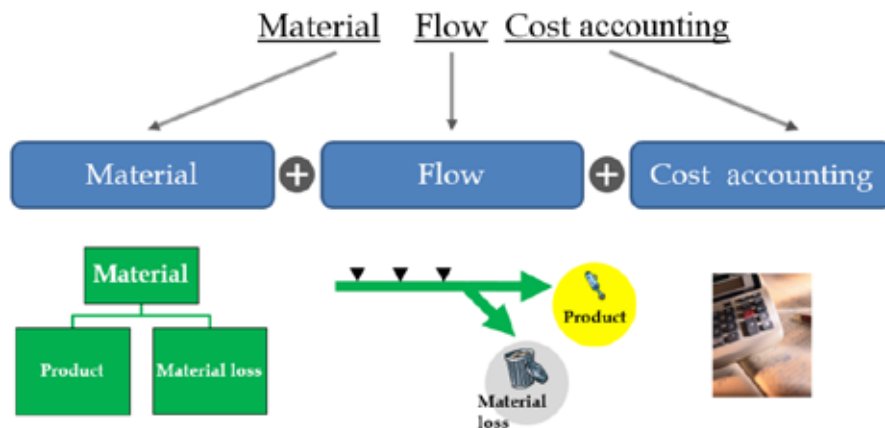 Material Flow Cost accounting
Material
Flow
Cost accounting
Material
Product
Material loss
Product
Material
loss